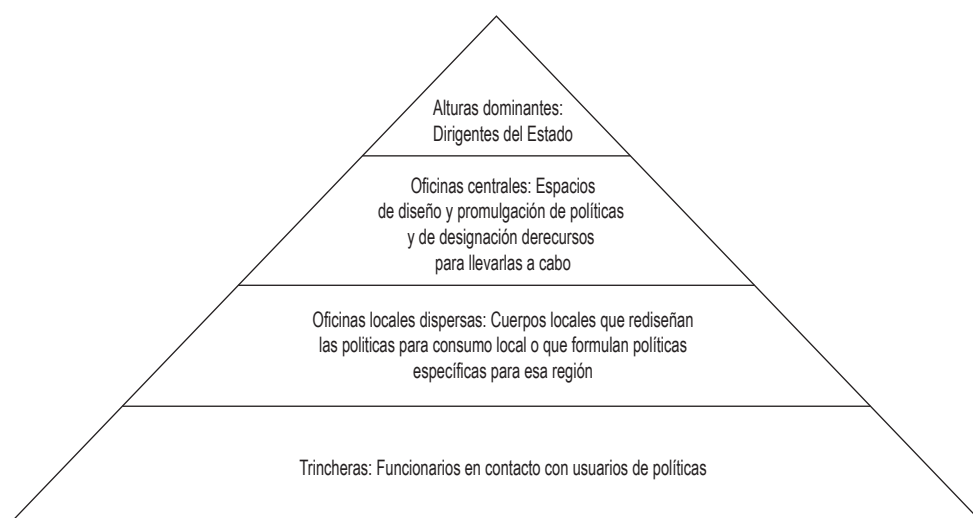 Alturas dominantes:
Dirigentes del Estado
Oficinas centrales: Espacios
de diseño y promulgación de políticas
y de designación derecursos
para llevarlas a cabo
Oficinas locales dispersas: Cuerpos locales que rediseñan
las politicas para consumo local o que formulan políticas
específicas para esa región
Trincheras: Funcionarios en contacto con usuarios de políticas